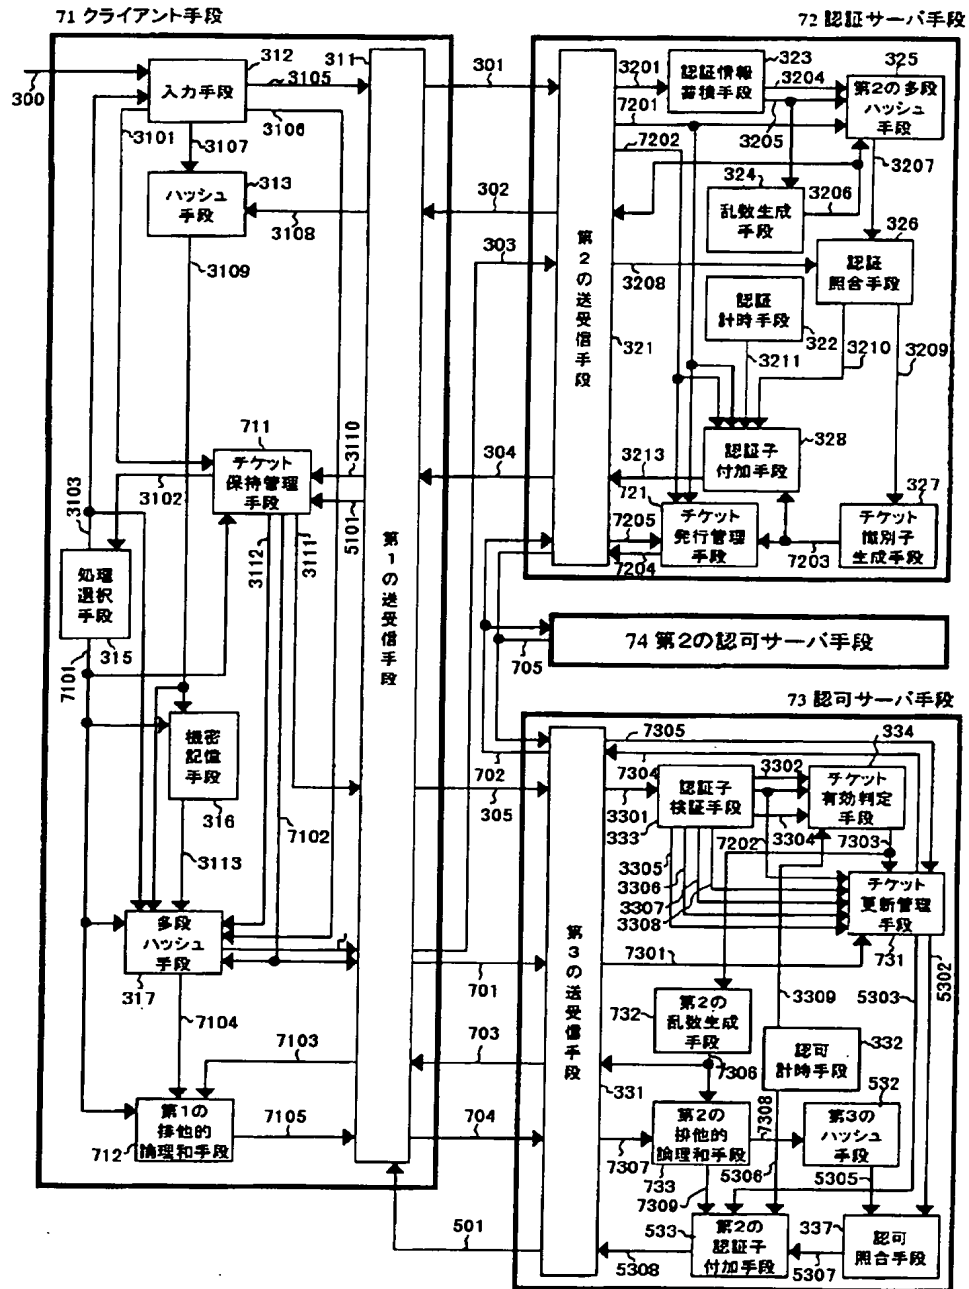 71 クライアント手段
72 認証サーバ手段
300
312
入力手段
3105
3106
3101
3107
311
301
3201
323
認証情報
蓄積手段
3204
3205
325
第2の多段
ハッシュ
手段
7201
7202
3207
313
ハッシュ
手段
3108
3109
302
303
324
乱数生成
手段
3206
326
認証
照合手段
3208
第2の送受信手段
321
認証
計時手段
322
3211
3210
3209
711
チケット
保持管理
手段
3110
5101
3102
3103
3112
3111
304
3213
認証子
付加手段
328
721
チケット
発行管理
手段
7205
7204
7203
327
チケット
識別子
生成手段
処理
選択
手段
315
7101
第1の送受信手段
74 第2の認可サーバ手段
705
73 認可サーバ手段
機密
記憶
手段
316
3113
7102
702
305
7305
7304
3301
333
認証子
検証手段
3302
3304
334
チケット
有効判定
手段
7202
7303
3305
3306
3307
3308
チケット
更新管理
手段
731
多段
ハッシュ
手段
317
7104
701
7301
第3の送受信手段
331
732
第2の
乱数生成
手段
7306
3309
5303
5302
認可
計時手段
332
7103
703
第1の
排他的
論理和手段
712
7105
704
7307
第2の
排他的
論理和手段
733
7308
532
第3の
ハッシュ
手段
5306
5305
7309
501
533
第2の
認証子
付加手段
5308
5307
337
認可
照合手段